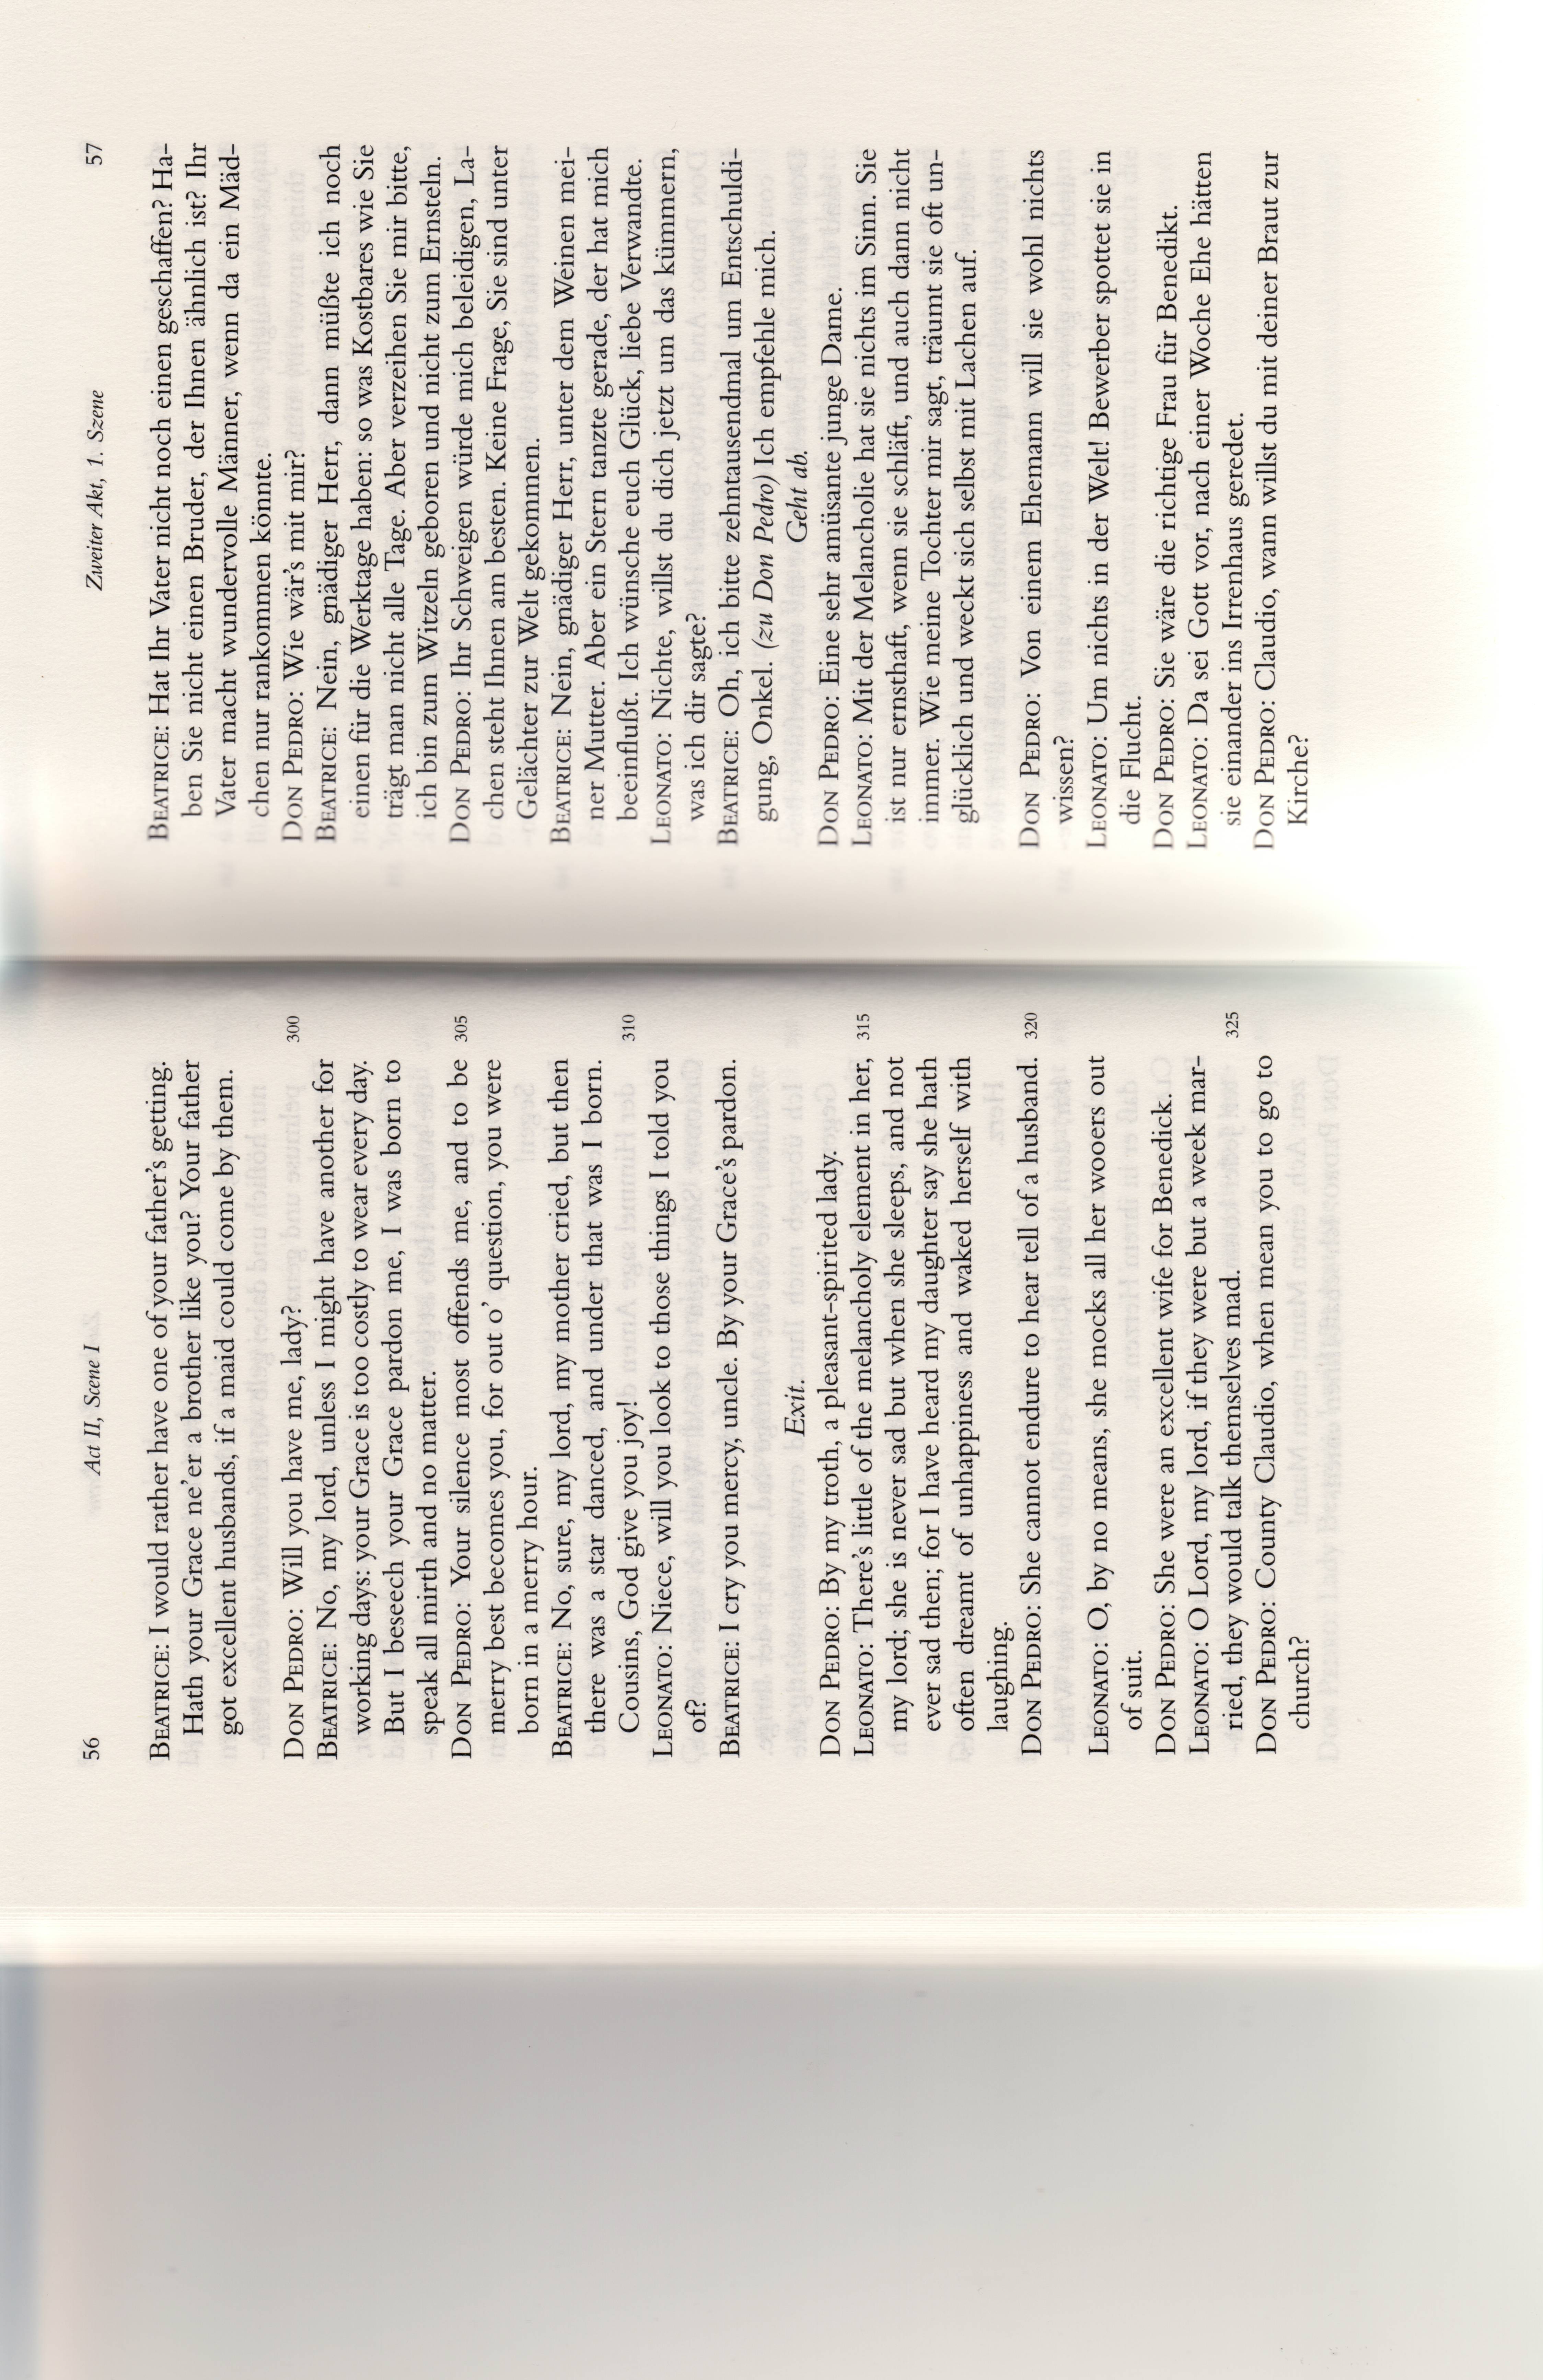 56
Act II, Scene I
BEATRICE: I would rather have one of your father's getting.
Hath your Grace ne'er a brother like you? Your father
got excellent husbands, if a maid could come by them.
DON PEDRO: Will you have me, lady?
300
BEATRICE: No, my lord, unless I might have another for
working days: your Grace is too costly to wear every day.
But I beseech your Grace pardon me, I was born to
speak all mirth and no matter.
DON PEDRO: Your silence most offends me, and to be
305
merry best becomes you, for out o' question, you were
born in a merry hour.
BEATRICE: No, sure, my lord, my mother cried, but then
there was a star danced, and under that was I born.
Cousins, God give you joy!
310
LEONATO: Niece, will you look to those things I told you
of?
BEATRICE: I cry you mercy, uncle. By your Grace's pardon.
Exit.
DON PEDRO: By my troth, a pleasant-spirited lady.
LEONATO: There's little of the melancholy element in her,
315
my lord; she is never sad but when she sleeps, and not
ever sad then; for I have heard my daughter say she hath
often dreamt of unhappiness and waked herself with
laughing.
DON PEDRO: She cannot endure to hear tell of a husband.
320
LEONATO: O, by no means, she mocks all her wooers out
of suit.
DON PEDRO: She were an excellent wife for Benedick.
LEONATO: O Lord, my lord, if they were but a week mar-
ried, they would talk themselves mad.
325
DON PEDRO: County Claudio, when mean you to go to
church?
Zweiter Akt, 1. Szene
57
BEATRICE: Hat Ihr Vater nicht noch einen geschaffen? Ha-
ben Sie nicht einen Bruder, der Ihnen ähnlich ist? Ihr
Vater macht wundervolle Männer, wenn da ein Mäd-
chen nur rankommen könnte.
DON PEDRO: Wie wär's mit mir?
BEATRICE: Nein, gnädiger Herr, dann müßte ich noch
einen für die Werktage haben: so was Kostbares wie Sie
trägt man nicht alle Tage. Aber verzeihen Sie mir bitte,
ich bin zum Witzeln geboren und nicht zum Ernsteln.
DON PEDRO: Ihr Schweigen würde mich beleidigen, La-
chen steht Ihnen am besten. Keine Frage, Sie sind unter
Gelächter zur Welt gekommen.
BEATRICE: Nein, gnädiger Herr, unter dem Weinen mei-
ner Mutter. Aber ein Stern tanzte gerade, der hat mich
beeinflußt. Ich wünsche euch Glück, liebe Verwandte.
LEONATO: Nichte, willst du dich jetzt um das kümmern,
was ich dir sagte?
BEATRICE: Oh, ich bitte zehntausendmal um Entschuldi-
gung, Onkel. (zu Don Pedro) Ich empfehle mich.
Geht ab.
DON PEDRO: Eine sehr amüsante junge Dame.
LEONATO: Mit der Melancholie hat sie nichts im Sinn. Sie
ist nur ernsthaft, wenn sie schläft, und auch dann nicht
immer. Wie meine Tochter mir sagt, träumt sie oft un-
glücklich und weckt sich selbst mit Lachen auf.
DON PEDRO: Von einem Ehemann will sie wohl nichts
wissen?
LEONATO: Um nichts in der Welt! Bewerber spottet sie in
die Flucht.
DON PEDRO: Sie wäre die richtige Frau für Benedikt.
LEONATO: Da sei Gott vor, nach einer Woche Ehe hätten
sie einander ins Irrenhaus geredet.
DON PEDRO: Claudio, wann willst du mit deiner Braut zur
Kirche?